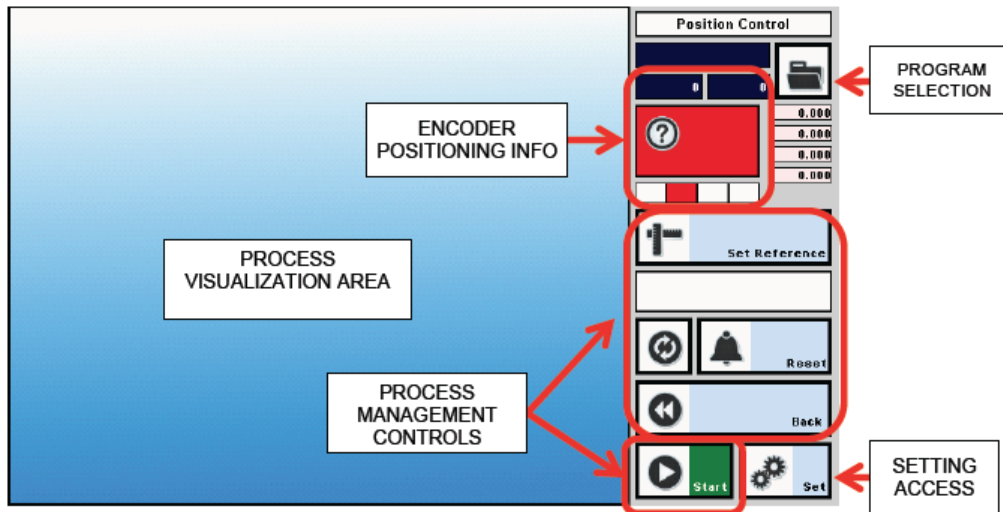 Position Control
PROGRAM
SELECTION
0 0
0.000
0.000
0.000
0.000
ENCODER
POSITIONING INFO
?
Set Reference
PROCESS
VISUALIZATION AREA
Reset
PROCESS
MANAGEMENT
CONTROLS
Back
Start
Set
SETTING
ACCESS